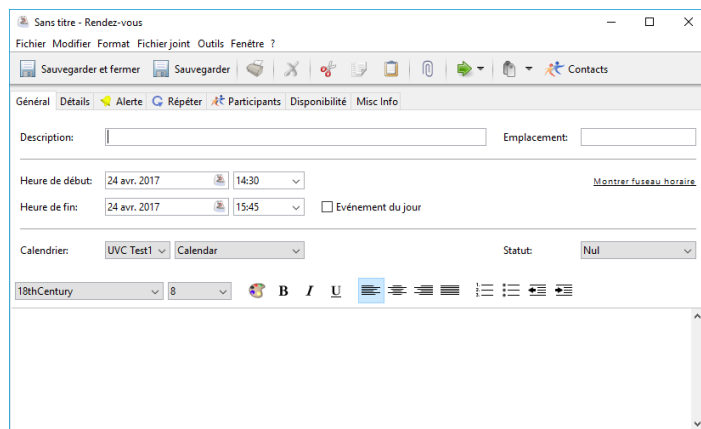 Sans titre - Rendez-vous
Fichier Modifier Format Fichier joint Outils Fenêtre ?
Sauvegarder et fermer Sauvegarder Contacts
Général Détails Alerte Répéter Participants Disponibilité Misc Info
Description: Emplacement:
Heure de début: 24 avr. 2017 14:30 Montrer fuseau horaire
Heure de fin: 24 avr. 2017 15:45 Evénement du jour
Calendrier: UVC Test1 Calendar Statut: Nul
18thCentury 8 B I U